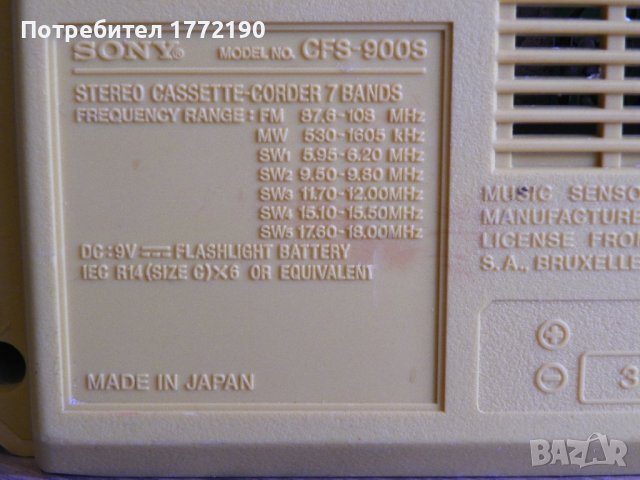 Потребител 1772190
SONY® MODEL NO. CFS-900S
STEREO CASSETTE-CORDER 7 BANDS
FREQUENCY RANGE : FM 87.6-108 MHz
MW 530-1605 kHz
SW1 5.95-6.20 MHz
SW2 9.50-9.80 MHz
SW3 11.70-12.00MHz
SW4 15.10-15.50MHz
SW5 17.60-18.00MHz
DC:9V ⎓ FLASHLIGHT BATTERY
IEC R14(SIZE C)×6 OR EQUIVALENT
MADE IN JAPAN
MUSIC SENSO
MANUFACTURE
LICENSE FROM
S. A., BRUXELLE
+
-
3
bazar